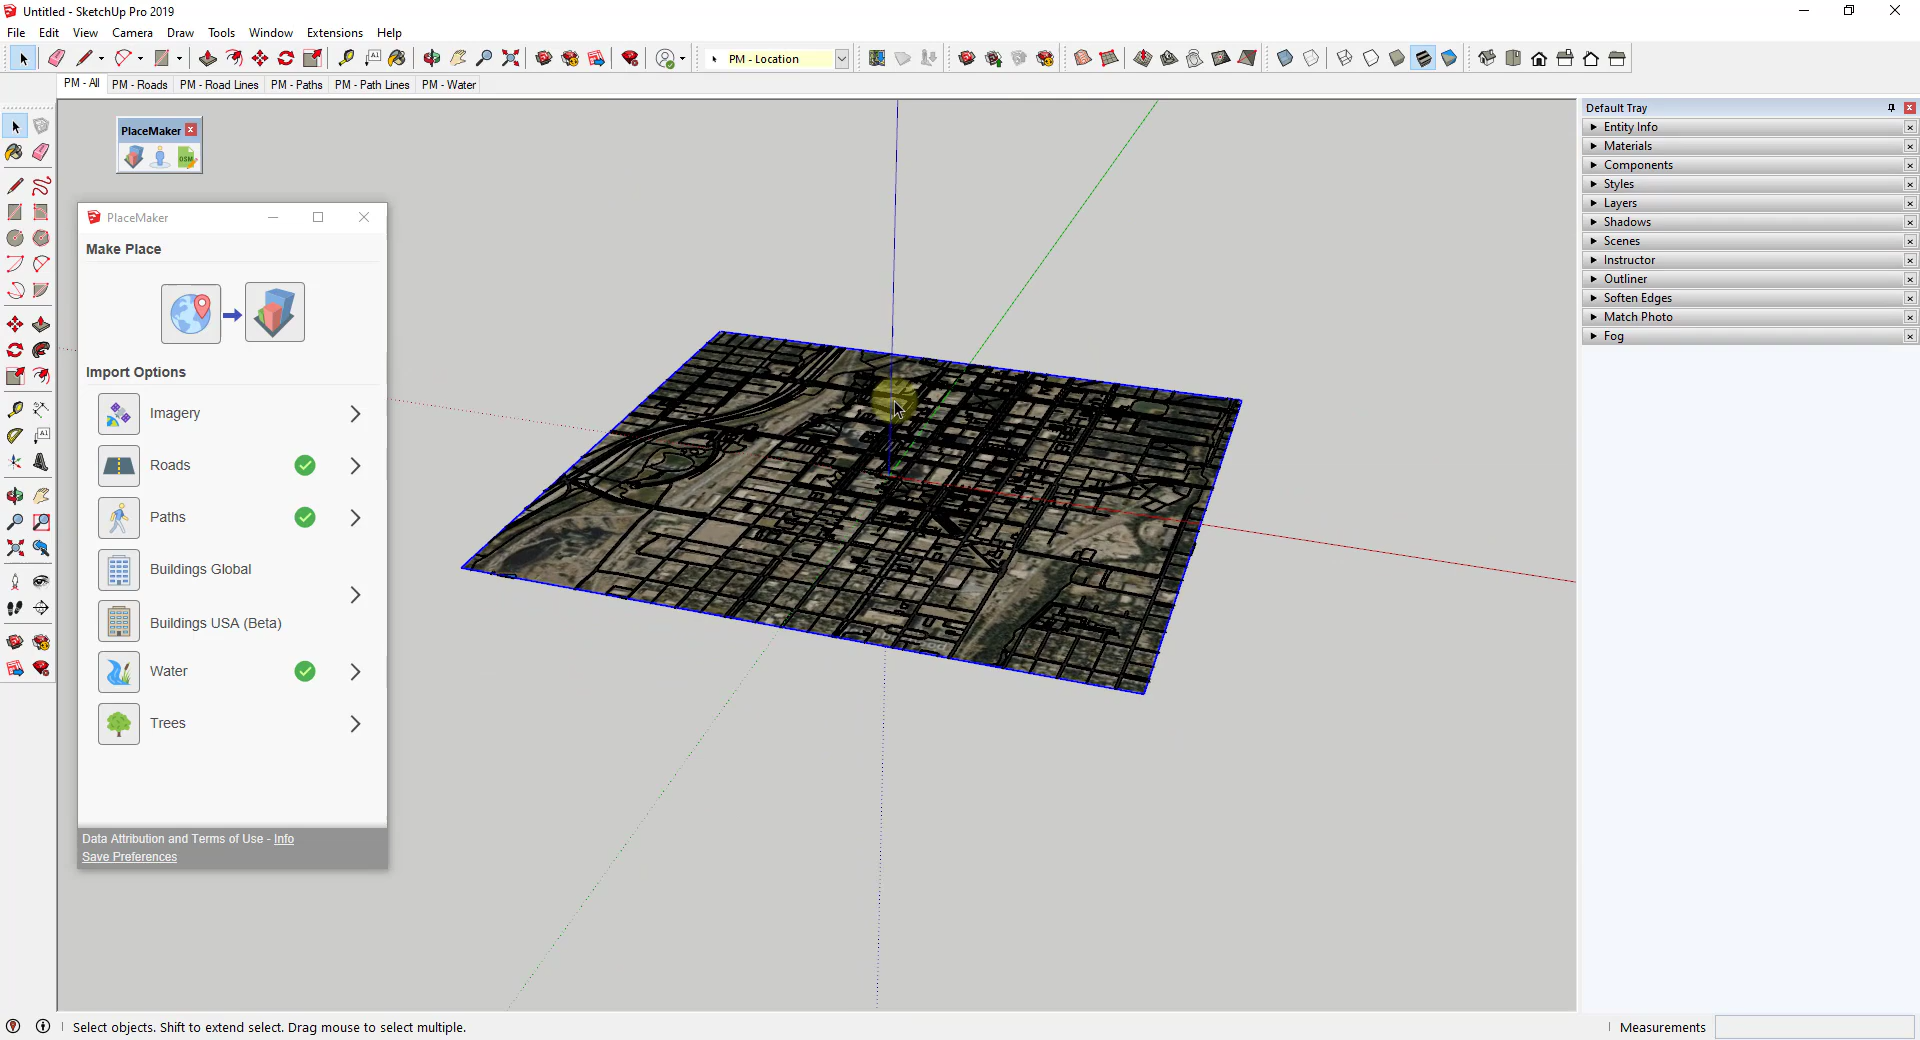 Untitled - SketchUp Pro 2019
File Edit View Camera Draw Tools Window Extensions Help
PM - Location
PM - All PM - Roads PM - Road Lines PM - Paths PM - Path Lines PM - Water
Default Tray
Entity Info
Materials
Components
Styles
Layers
Shadows
Scenes
Instructor
Outliner
Soften Edges
Match Photo
Fog
PlaceMaker
OSM
PlaceMaker
Make Place
Import Options
Imagery
Roads
Paths
Buildings Global
Buildings USA (Beta)
Water
Trees
Data Attribution and Terms of Use - Info
Save Preferences
Select objects. Shift to extend select. Drag mouse to select multiple.
Measurements